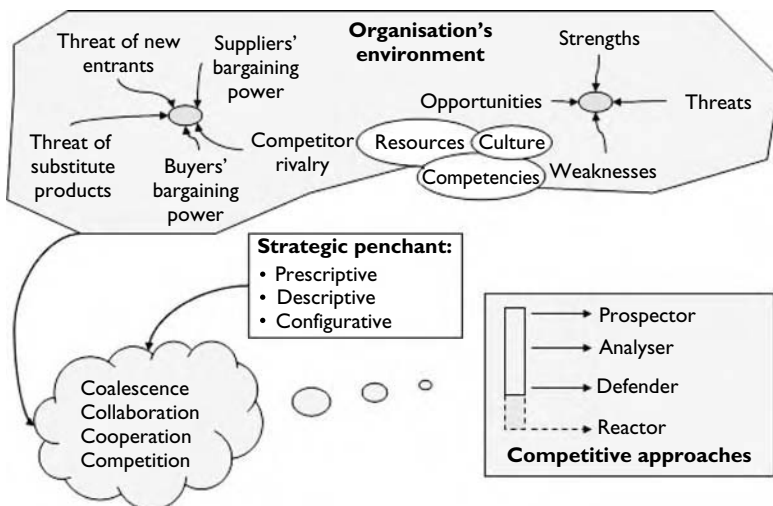 Organisation's
environment
Threat of new
entrants
Suppliers'
bargaining
power
Threat of
substitute
products
Buyers'
bargaining
power
Competitor
rivalry
Strengths
Opportunities
Threats
Weaknesses
Resources
Culture
Competencies
Strategic penchant:
• Prescriptive
• Descriptive
• Configurative
Coalescence
Collaboration
Cooperation
Competition
Prospector
Analyser
Defender
Reactor
Competitive approaches